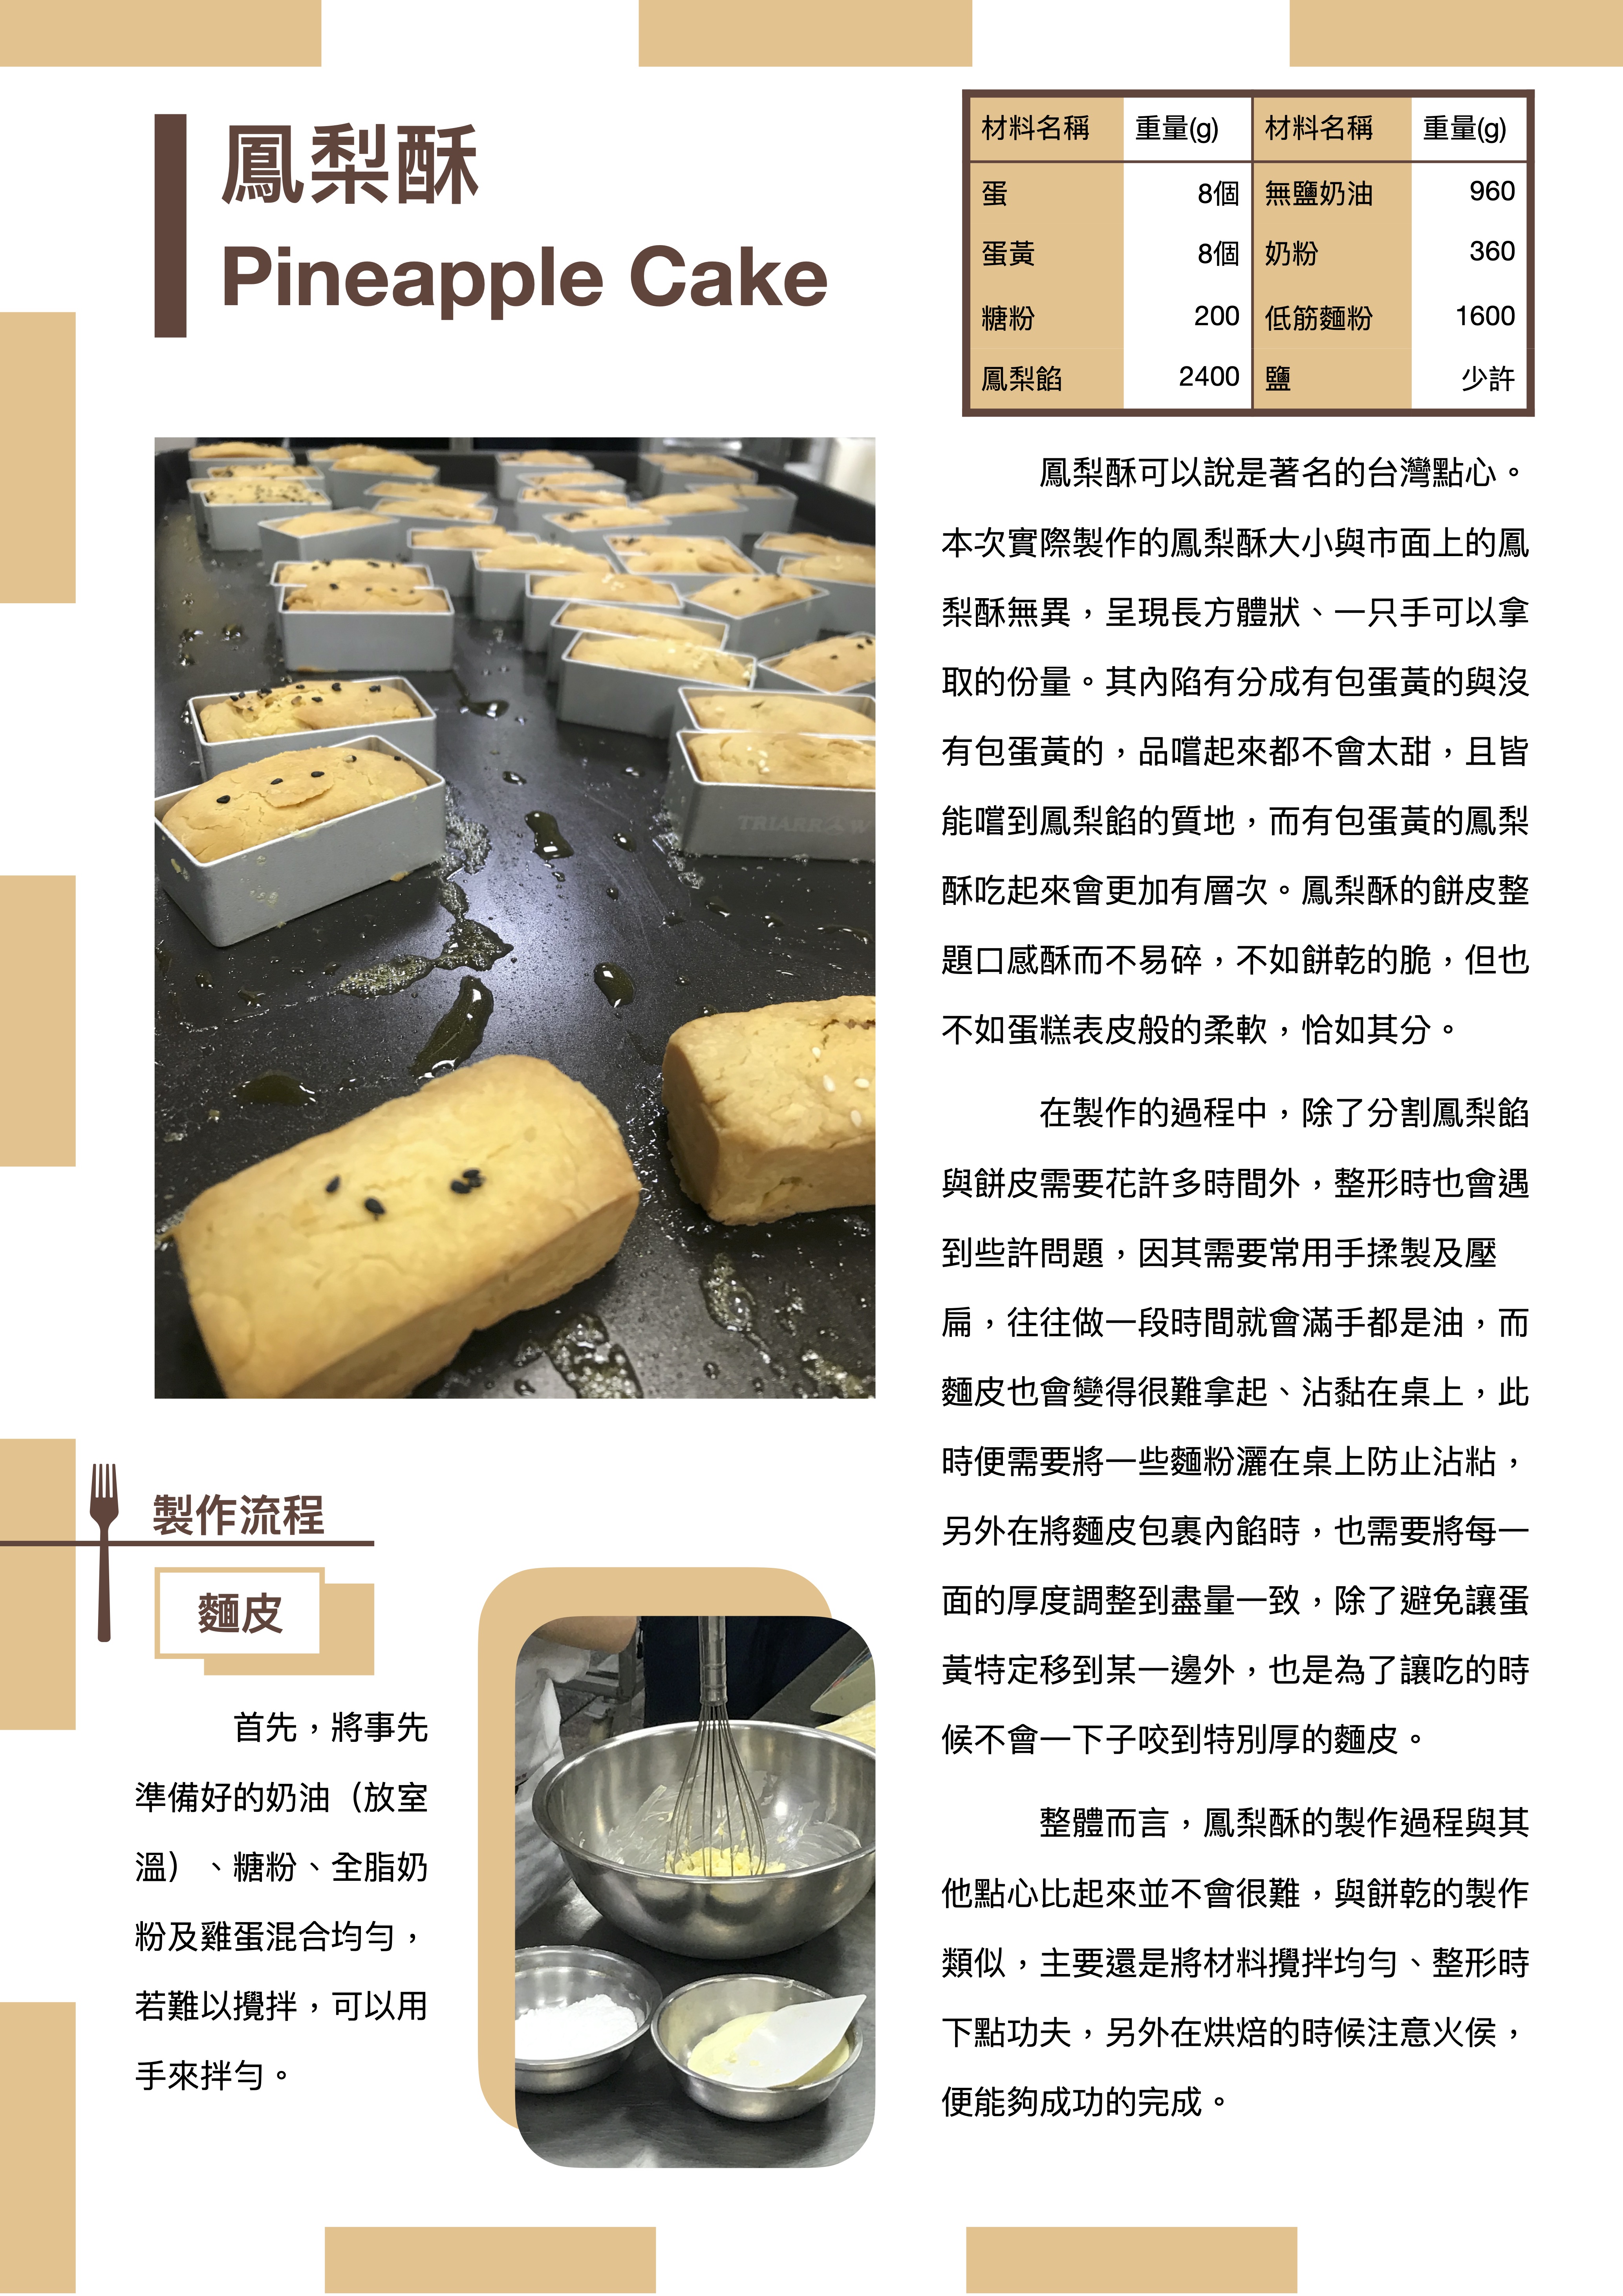 鳳梨酥
Pineapple Cake
材料名稱 重量(g) 材料名稱 重量(g)
蛋 8個 無鹽奶油 960
蛋黃 8個 奶粉 360
糖粉 200 低筋麵粉 1600
鳳梨餡 2400 鹽 少許
TRIARROW
鳳梨酥可以說是著名的台灣點心。
本次實際製作的鳳梨酥大小與市面上的鳳
梨酥無異，呈現長方體狀、一只手可以拿
取的份量。其內陷有分成有包蛋黃的與沒
有包蛋黃的，品嚐起來都不會太甜，且皆
能嚐到鳳梨餡的質地，而有包蛋黃的鳳梨
酥吃起來會更加有層次。鳳梨酥的餅皮整
題口感酥而不易碎，不如餅乾的脆，但也
不如蛋糕表皮般的柔軟，恰如其分。
在製作的過程中，除了分割鳳梨餡
與餅皮需要花許多時間外，整形時也會遇
到些許問題，因其需要常用手揉製及壓
扁，往往做一段時間就會滿手都是油，而
麵皮也會變得很難拿起、沾黏在桌上，此
時便需要將一些麵粉灑在桌上防止沾粘，
另外在將麵皮包裹內餡時，也需要將每一
面的厚度調整到盡量一致，除了避免讓蛋
黃特定移到某一邊外，也是為了讓吃的時
候不會一下子咬到特別厚的麵皮。
整體而言，鳳梨酥的製作過程與其
他點心比起來並不會很難，與餅乾的製作
類似，主要還是將材料攪拌均勻、整形時
下點功夫，另外在烘焙的時候注意火侯，
便能夠成功的完成。
製作流程
麵皮
首先，將事先
準備好的奶油（放室
溫）、糖粉、全脂奶
粉及雞蛋混合均勻，
若難以攪拌，可以用
手來拌勻。